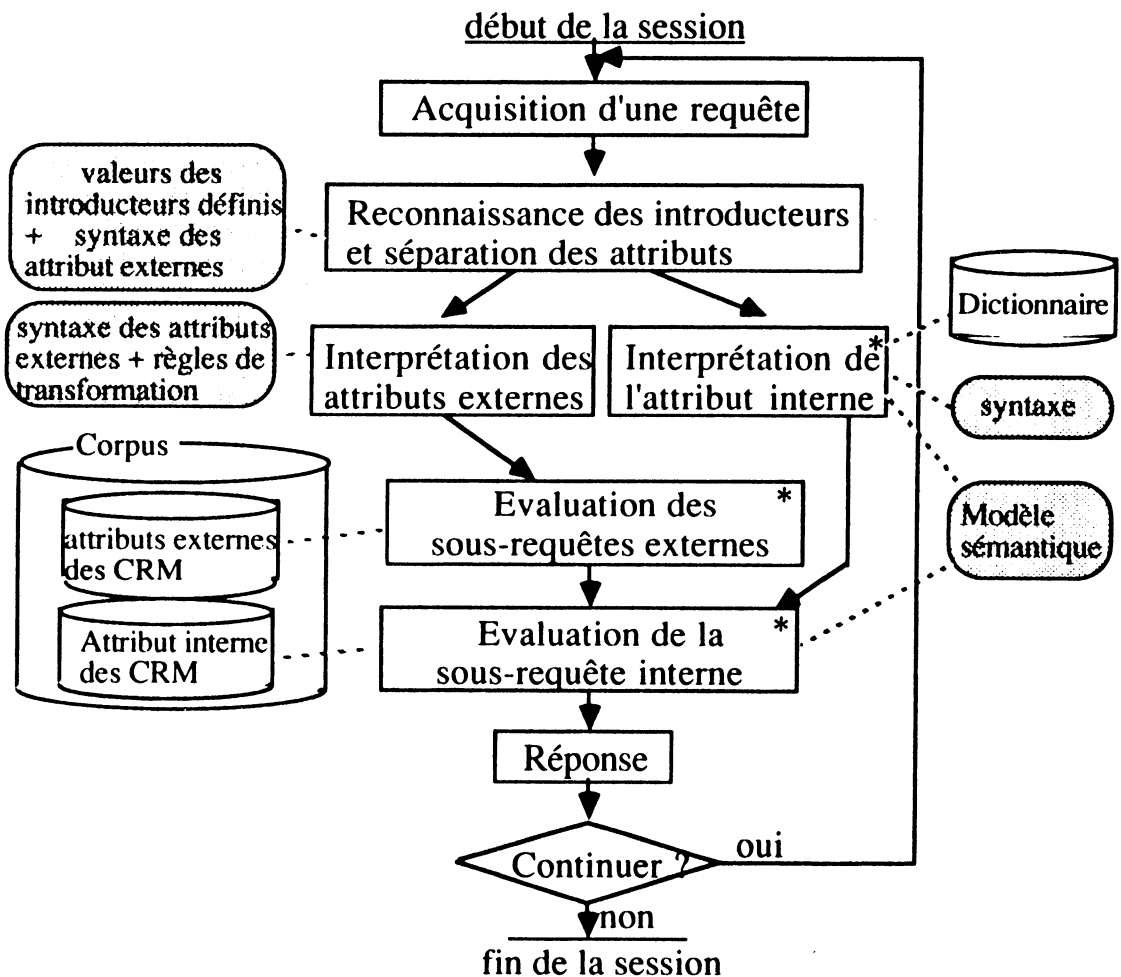 début de la session
Acquisition d'une requête
valeurs des
introducteurs définis
+ syntaxe des
attribut externes
Reconnaissance des introducteurs
et séparation des attributs
syntaxe des attributs
externes + règles de
transformation
Interprétation des
attributs externes
Interprétation de *
l'attribut interne
Dictionnaire
syntaxe
Modèle
sémantique
Corpus
attributs externes
des CRM
Attribut interne
des CRM
Evaluation des *
sous-requêtes externes
Evaluation de la *
sous-requête interne
Réponse
Continuer ?
oui
non
fin de la session